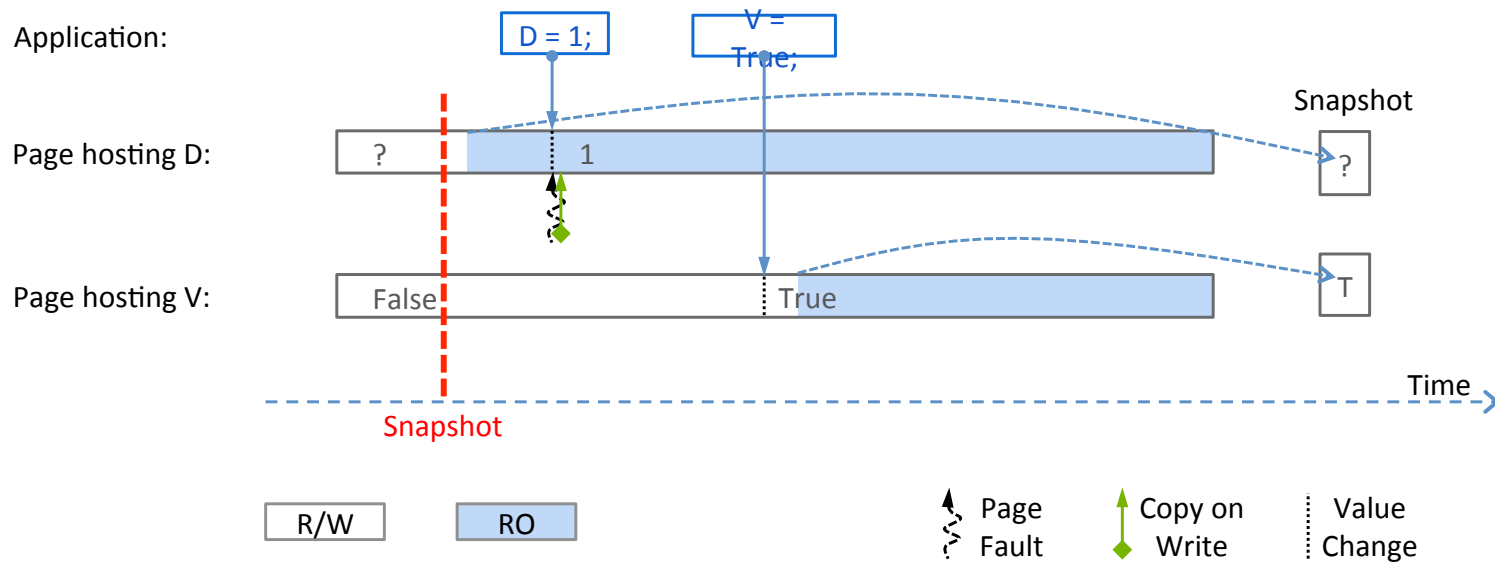 Application:
D = 1;
V =
True;
Snapshot
Page hosting D:
?
1
?
Page hosting V:
False
True
T
Time
Snapshot
R/W
RO
Page
Fault
Copy on
Write
Value
Change